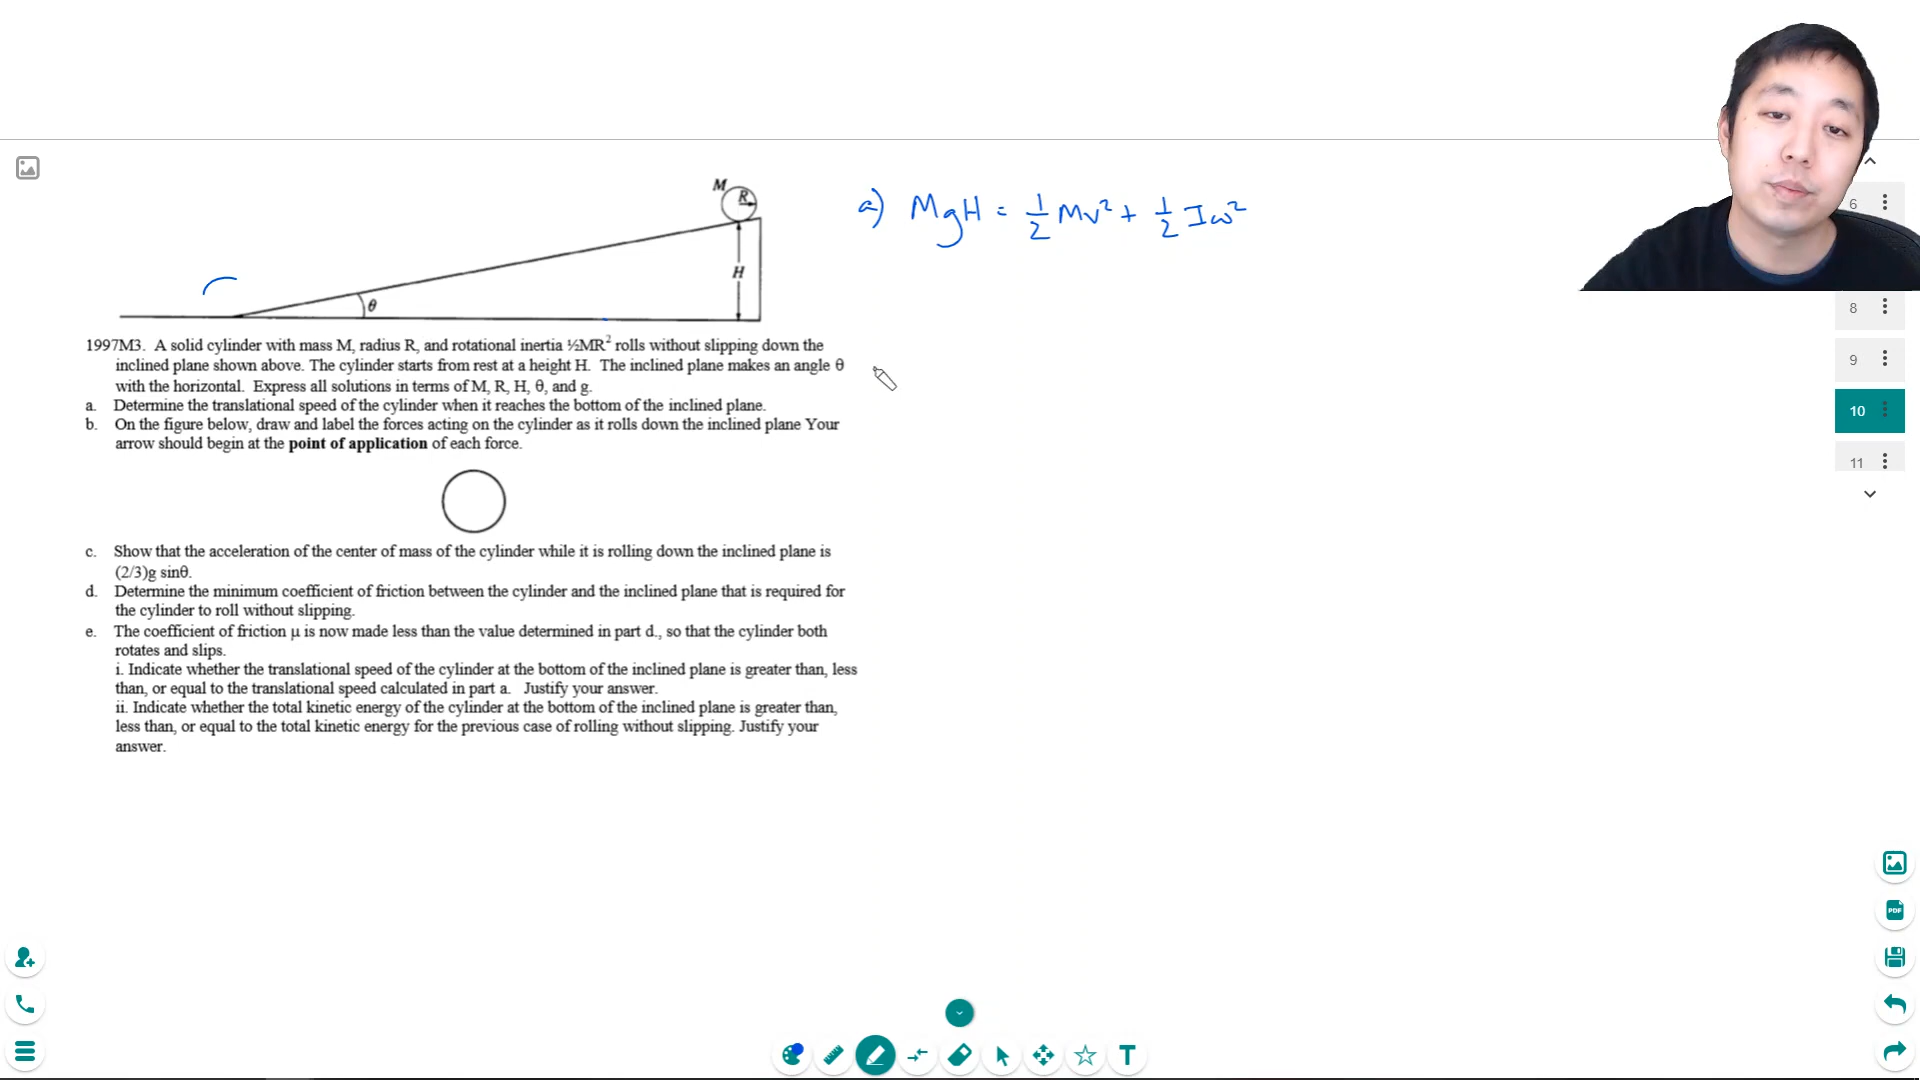 M
R
H
θ
a) MgH = 1/2 Mv² + 1/2 Iω²
1997M3. A solid cylinder with mass M, radius R, and rotational inertia ½MR² rolls without slipping down the
inclined plane shown above. The cylinder starts from rest at a height H. The inclined plane makes an angle θ
with the horizontal. Express all solutions in terms of M, R, H, θ, and g.
a. Determine the translational speed of the cylinder when it reaches the bottom of the inclined plane.
b. On the figure below, draw and label the forces acting on the cylinder as it rolls down the inclined plane Your
arrow should begin at the point of application of each force.
c. Show that the acceleration of the center of mass of the cylinder while it is rolling down the inclined plane is
(2/3)g sinθ.
d. Determine the minimum coefficient of friction between the cylinder and the inclined plane that is required for
the cylinder to roll without slipping.
e. The coefficient of friction μ is now made less than the value determined in part d., so that the cylinder both
rotates and slips.
i. Indicate whether the translational speed of the cylinder at the bottom of the inclined plane is greater than, less
than, or equal to the translational speed calculated in part a. Justify your answer.
ii. Indicate whether the total kinetic energy of the cylinder at the bottom of the inclined plane is greater than,
less than, or equal to the total kinetic energy for the previous case of rolling without slipping. Justify your
answer.
6
8
9
10
11
PDF
T